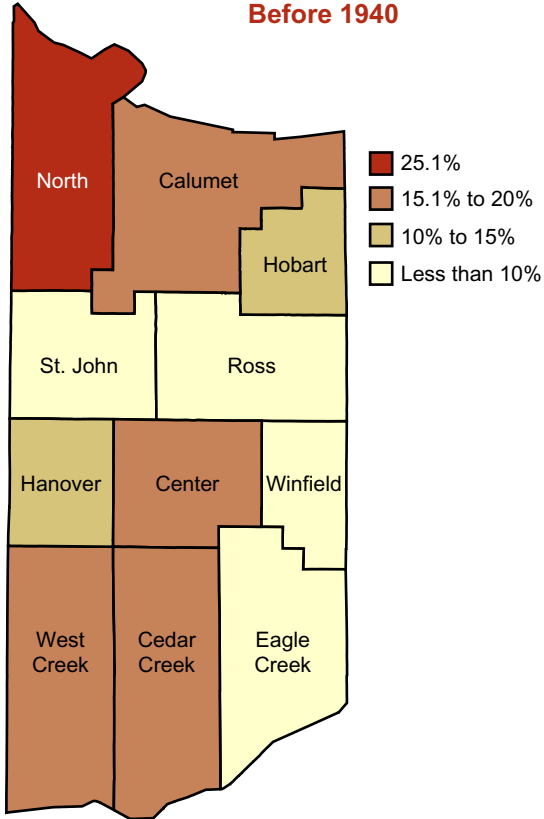 Before 1940
25.1%
15.1% to 20%
10% to 15%
Less than 10%
North
Calumet
Hobart
St. John
Ross
Hanover
Center
Winfield
West
Creek
Cedar
Creek
Eagle
Creek